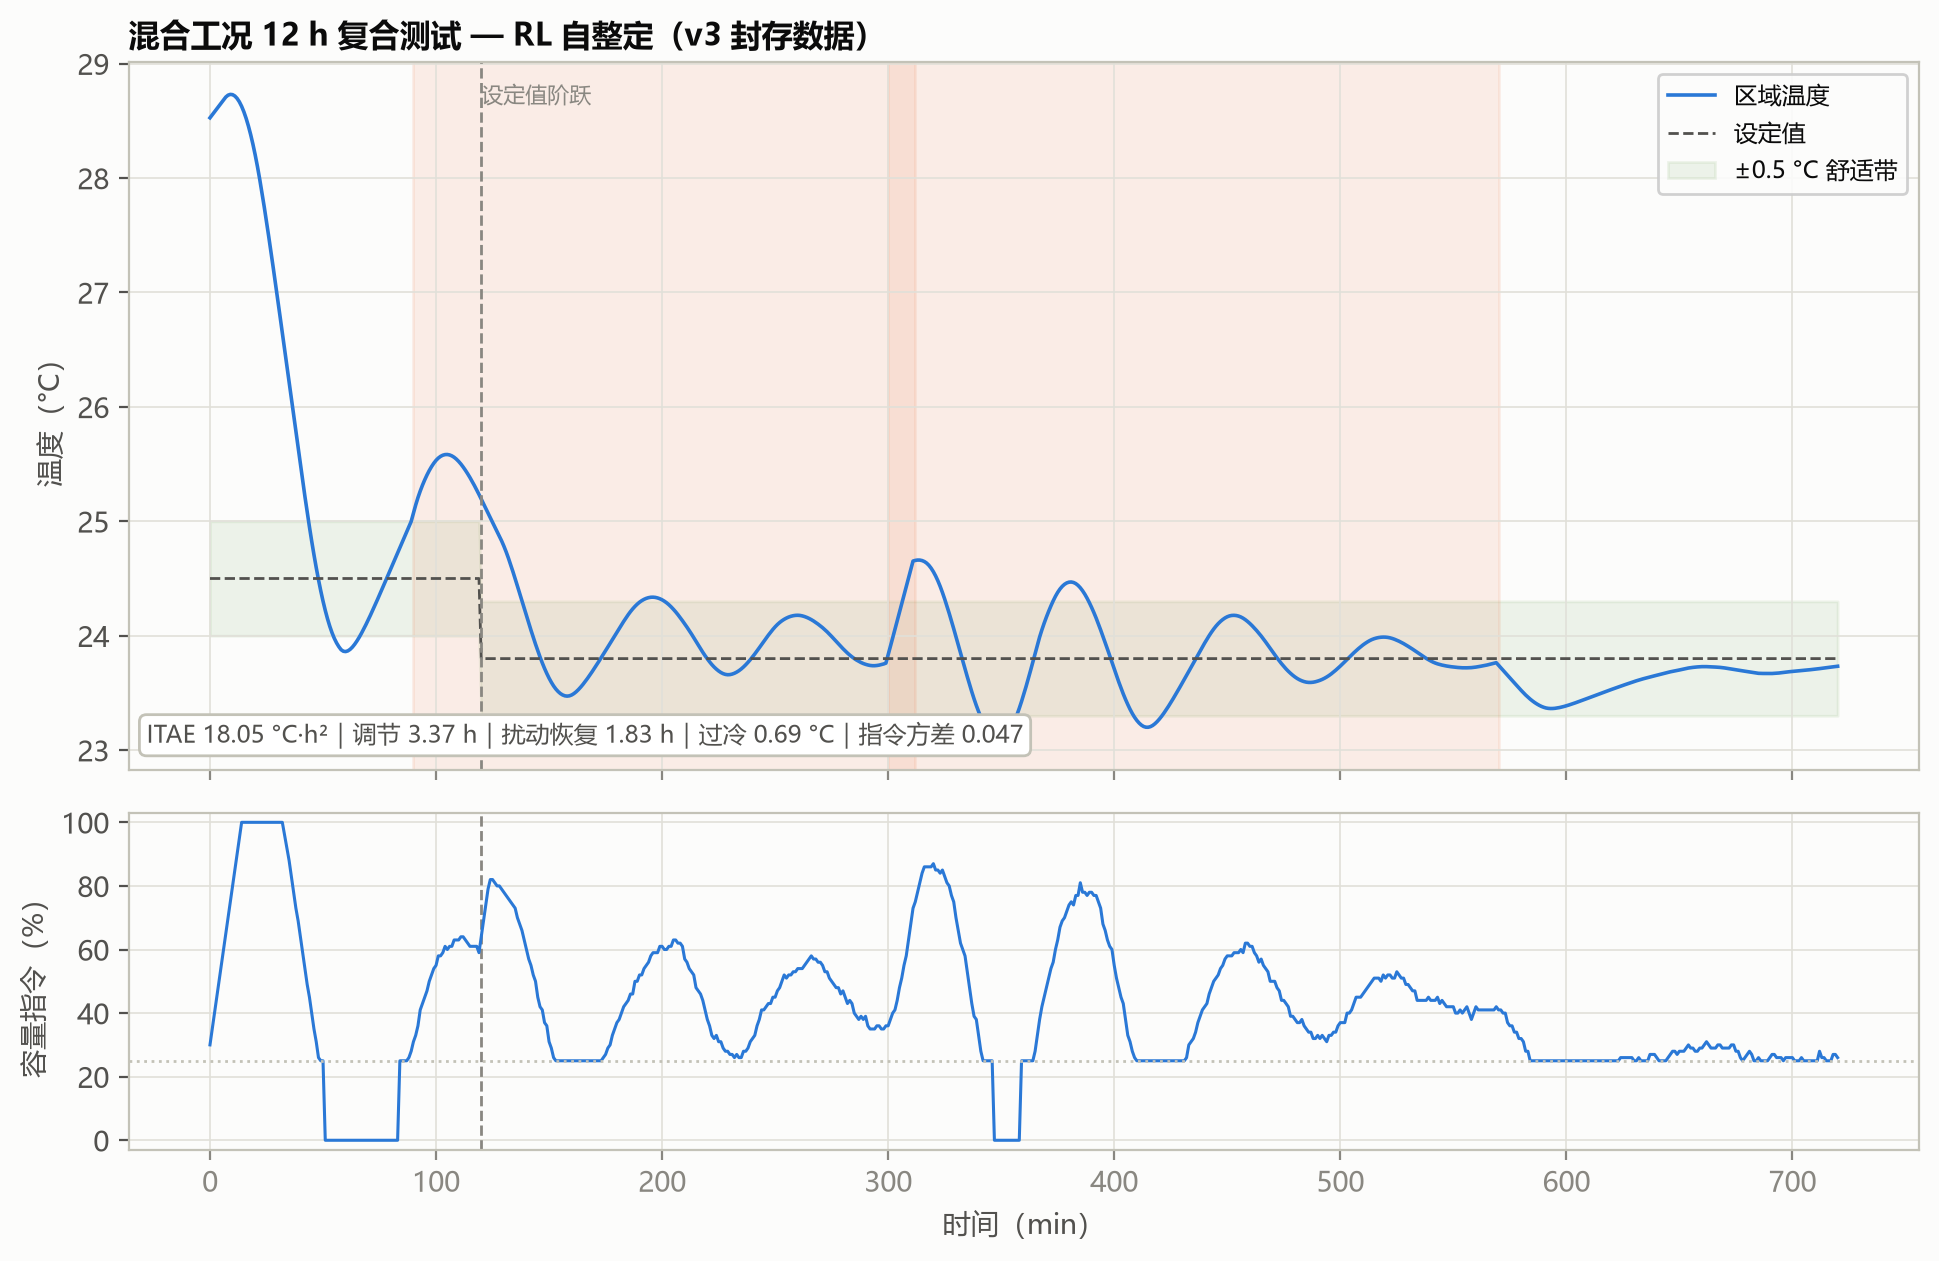 混合工况 12 h 复合测试 — RL 自整定（v3 封存数据）
29
28
27
26
25
24
23
温度（°C）
设定值阶跃
区域温度
设定值
±0.5 °C 舒适带
ITAE 18.05 °C·h² | 调节 3.37 h | 扰动恢复 1.83 h | 过冷 0.69 °C | 指令方差 0.047
100
80
60
40
20
0
容量指令（%）
0 100 200 300 400 500 600 700
时间（min）